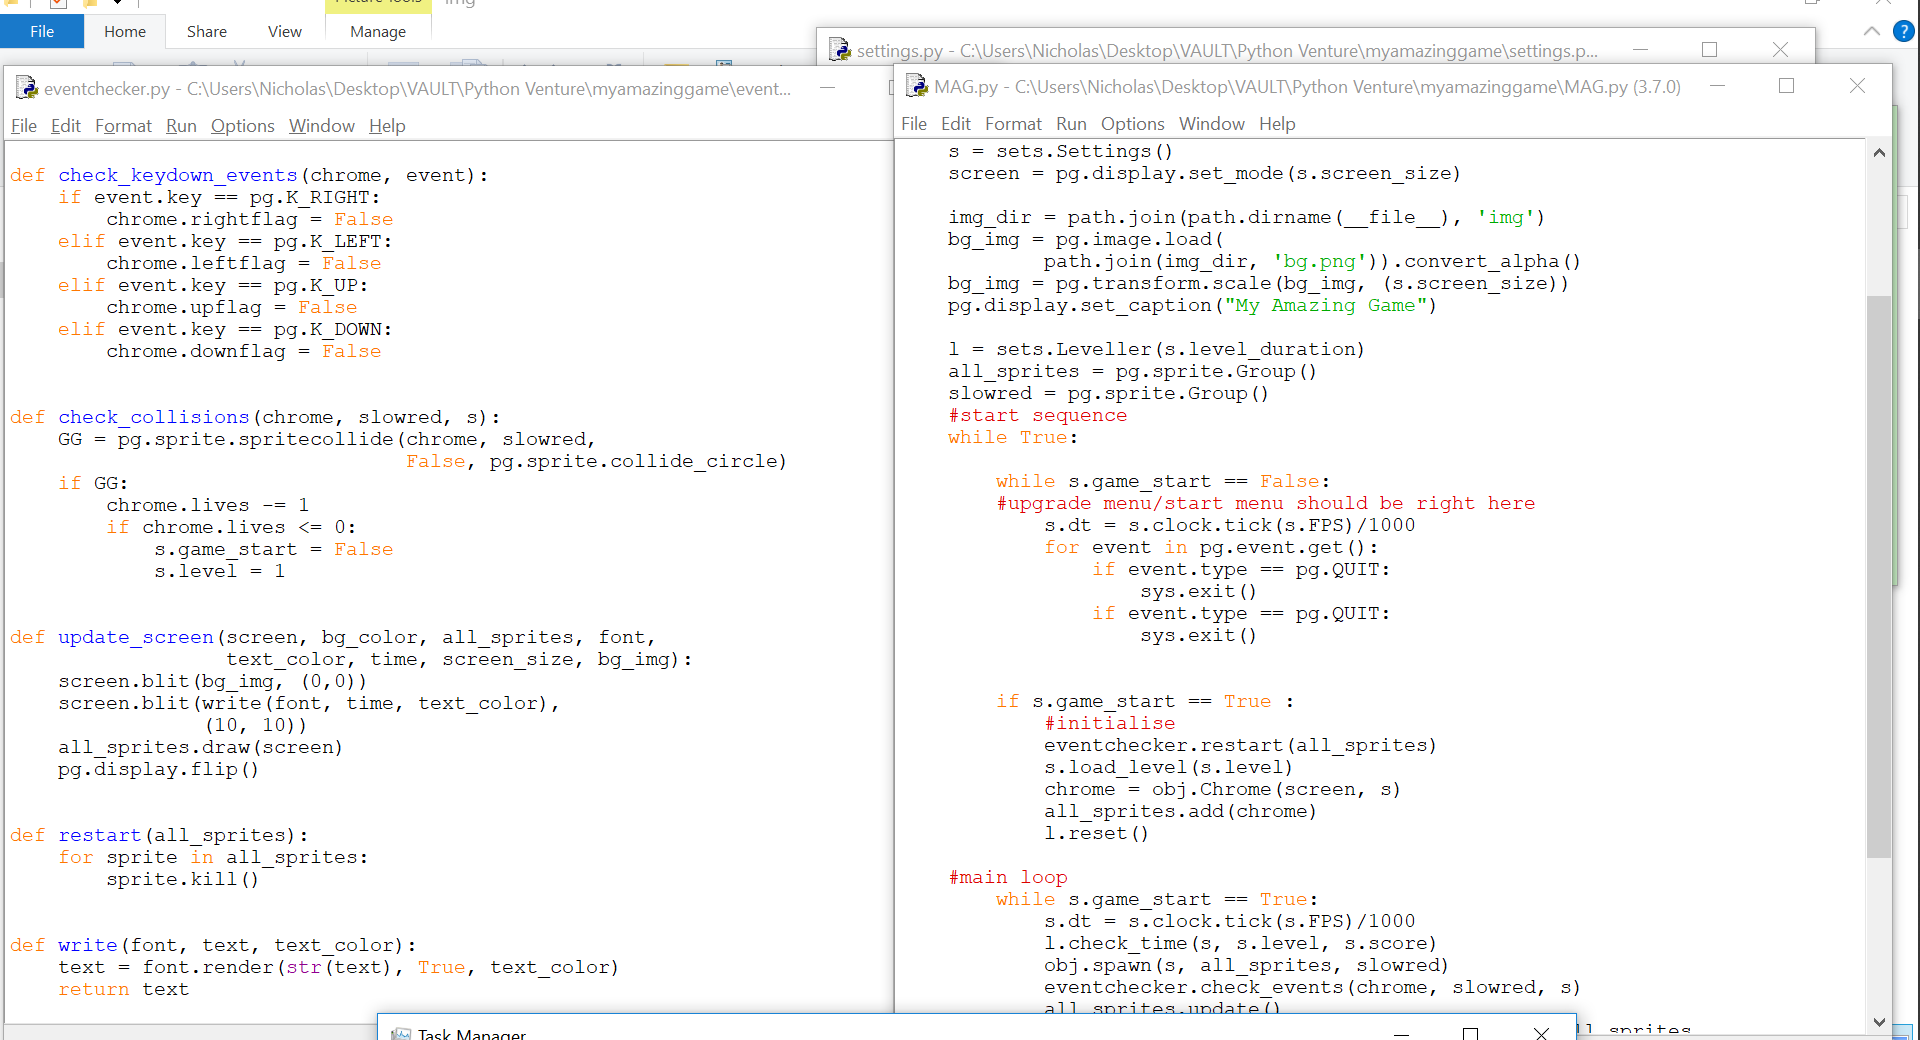 Picture Tools img
File Home Share View Manage
settings.py - C:\Users\Nicholas\Desktop\VAULT\Python Venture\myamazinggame\settings.p...
eventchecker.py - C:\Users\Nicholas\Desktop\VAULT\Python Venture\myamazinggame\event...
File Edit Format Run Options Window Help
def check_keydown_events(chrome, event):
    if event.key == pg.K_RIGHT:
        chrome.rightflag = False
    elif event.key == pg.K_LEFT:
        chrome.leftflag = False
    elif event.key == pg.K_UP:
        chrome.upflag = False
    elif event.key == pg.K_DOWN:
        chrome.downflag = False
def check_collisions(chrome, slowred, s):
    GG = pg.sprite.spritecollide(chrome, slowred,
                                 False, pg.sprite.collide_circle)
    if GG:
        chrome.lives -= 1
        if chrome.lives <= 0:
            s.game_start = False
            s.level = 1
def update_screen(screen, bg_color, all_sprites, font,
                  text_color, time, screen_size, bg_img):
    screen.blit(bg_img, (0,0))
    screen.blit(write(font, time, text_color),
                (10, 10))
    all_sprites.draw(screen)
    pg.display.flip()
def restart(all_sprites):
    for sprite in all_sprites:
        sprite.kill()
def write(font, text, text_color):
    text = font.render(str(text), True, text_color)
    return text
MAG.py - C:\Users\Nicholas\Desktop\VAULT\Python Venture\myamazinggame\MAG.py (3.7.0)
File Edit Format Run Options Window Help
    s = sets.Settings()
    screen = pg.display.set_mode(s.screen_size)
    img_dir = path.join(path.dirname(__file__), 'img')
    bg_img = pg.image.load(
            path.join(img_dir, 'bg.png')).convert_alpha()
    bg_img = pg.transform.scale(bg_img, (s.screen_size))
    pg.display.set_caption("My Amazing Game")
    l = sets.Leveller(s.level_duration)
    all_sprites = pg.sprite.Group()
    slowred = pg.sprite.Group()
    #start sequence
    while True:
        while s.game_start == False:
        #upgrade menu/start menu should be right here
            s.dt = s.clock.tick(s.FPS)/1000
            for event in pg.event.get():
                if event.type == pg.QUIT:
                    sys.exit()
                if event.type == pg.QUIT:
                    sys.exit()
        if s.game_start == True :
            #initialise
            eventchecker.restart(all_sprites)
            s.load_level(s.level)
            chrome = obj.Chrome(screen, s)
            all_sprites.add(chrome)
            l.reset()
    #main loop
        while s.game_start == True:
            s.dt = s.clock.tick(s.FPS)/1000
            l.check_time(s, s.level, s.score)
            obj.spawn(s, all_sprites, slowred)
            eventchecker.check_events(chrome, slowred, s)
            all_sprites.update()
ll_sprites
Task Manager